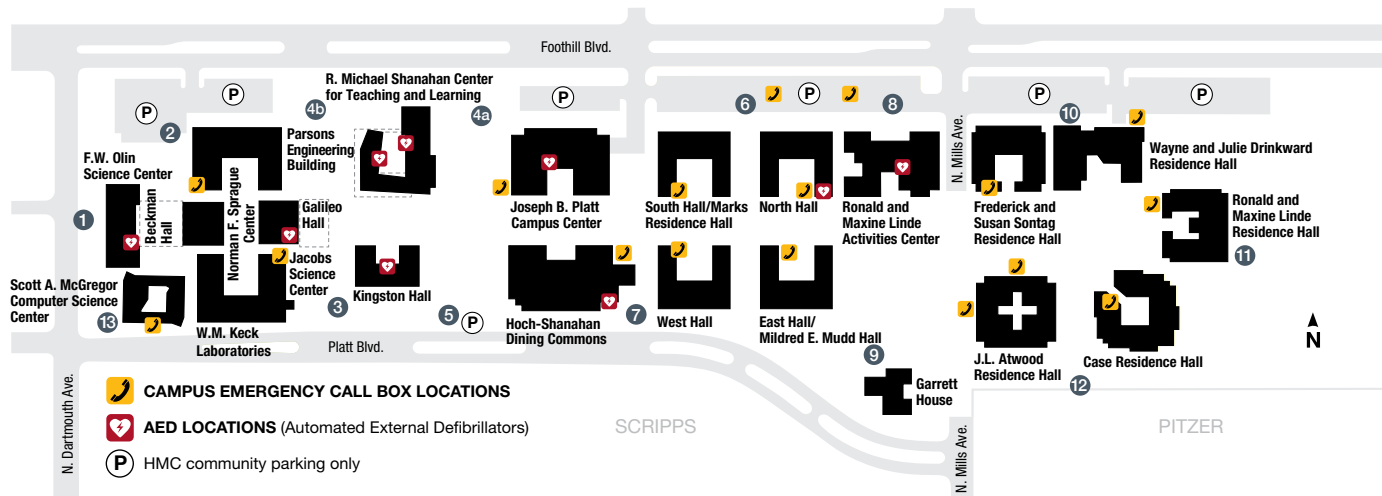 Foothill Blvd.
R. Michael Shanahan Center
for Teaching and Learning
4b
4a
P
P
P
P
P
P
6
8
10
2
Parsons
Engineering
Building
F.W. Olin
Science Center
Wayne and Julie Drinkward
Residence Hall
N. Mills Ave.
1
Beckman
Hall
Norman F. Sprague
Center
Galileo
Hall
Joseph B. Platt
Campus Center
South Hall/Marks
Residence Hall
North Hall
Ronald and
Maxine Linde
Activities Center
Frederick and
Susan Sontag
Residence Hall
Ronald and
Maxine Linde
Residence Hall
11
Jacobs
Science
Center
Scott A. McGregor
Computer Science
Center
13
3
Kingston Hall
5
P
W.M. Keck
Laboratories
Platt Blvd.
Hoch-Shanahan
Dining Commons
7
West Hall
East Hall/
Mildred E. Mudd Hall
9
Garrett
House
J.L. Atwood
Residence Hall
12
Case Residence Hall
N
N. Dartmouth Ave.
CAMPUS EMERGENCY CALL BOX LOCATIONS
AED LOCATIONS (Automated External Defibrillators)
P HMC community parking only
SCRIPPS
N. Mills Ave.
PITZER